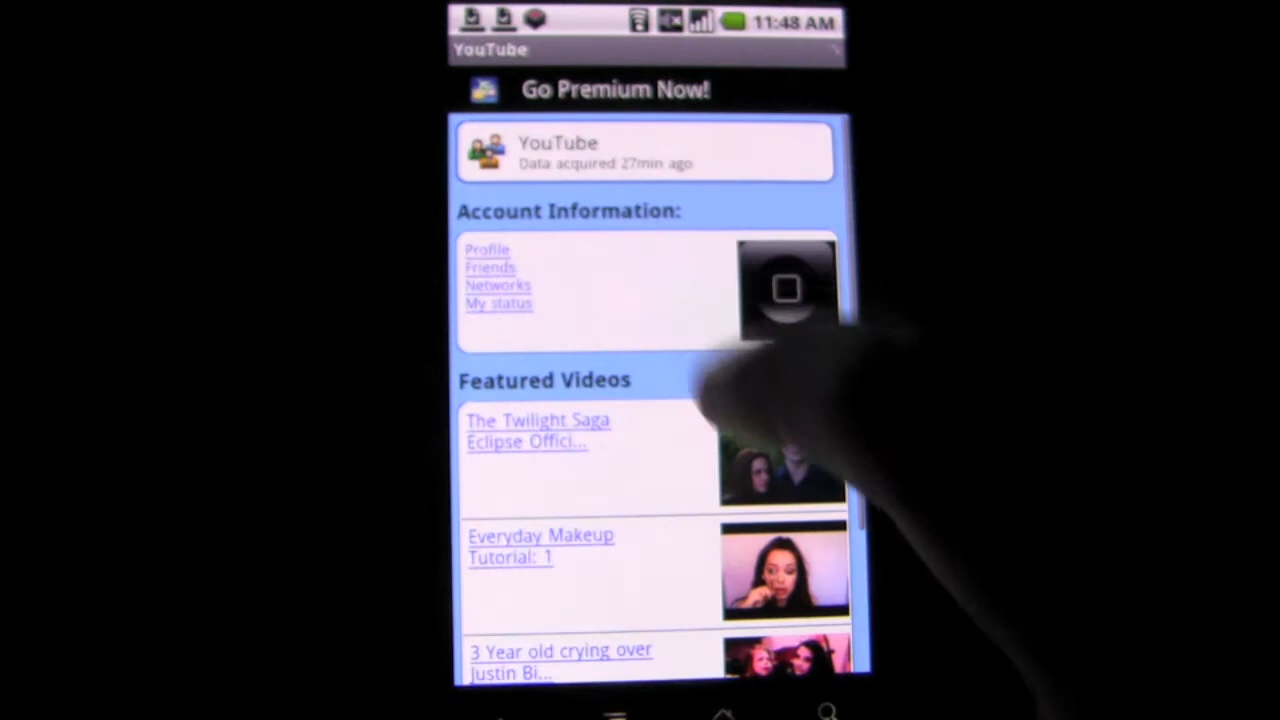 11:48 AM
YouTube
Go Premium Now!
YouTube
Data acquired 27min ago
Account Information:
Profile
Friends
Networks
My status
Featured Videos
The Twilight Saga
Eclipse Offici...
Everyday Makeup
Tutorial: 1
3 Year old crying over
Justin Bi...